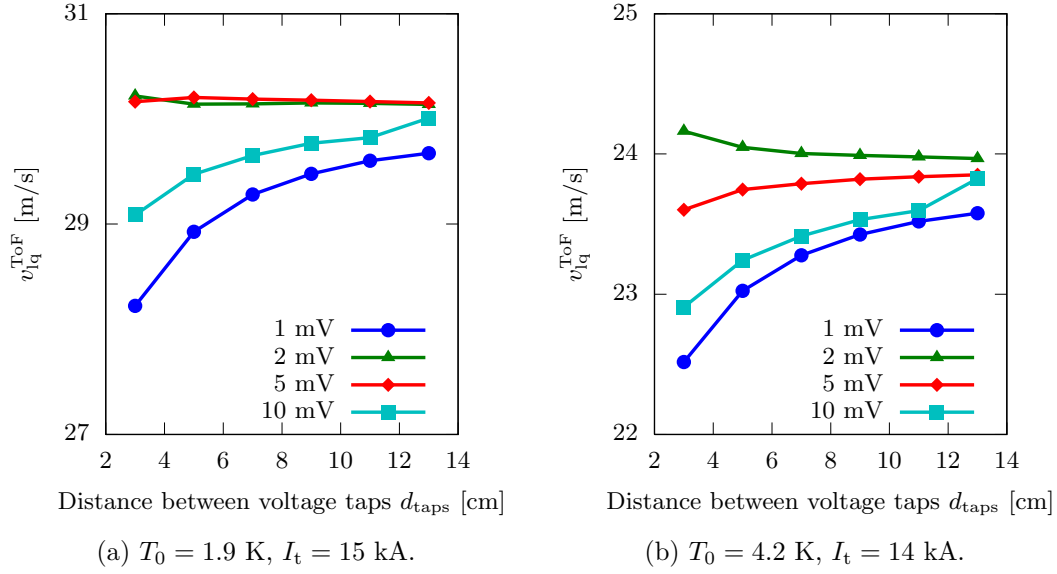 31
29
27
v_lq^ToF [m/s]
1 mV
2 mV
5 mV
10 mV
2 4 6 8 10 12 14
Distance between voltage taps d_taps [cm]
(a) T_0 = 1.9 K, I_t = 15 kA.
25
24
23
22
v_lq^ToF [m/s]
1 mV
2 mV
5 mV
10 mV
2 4 6 8 10 12 14
Distance between voltage taps d_taps [cm]
(b) T_0 = 4.2 K, I_t = 14 kA.